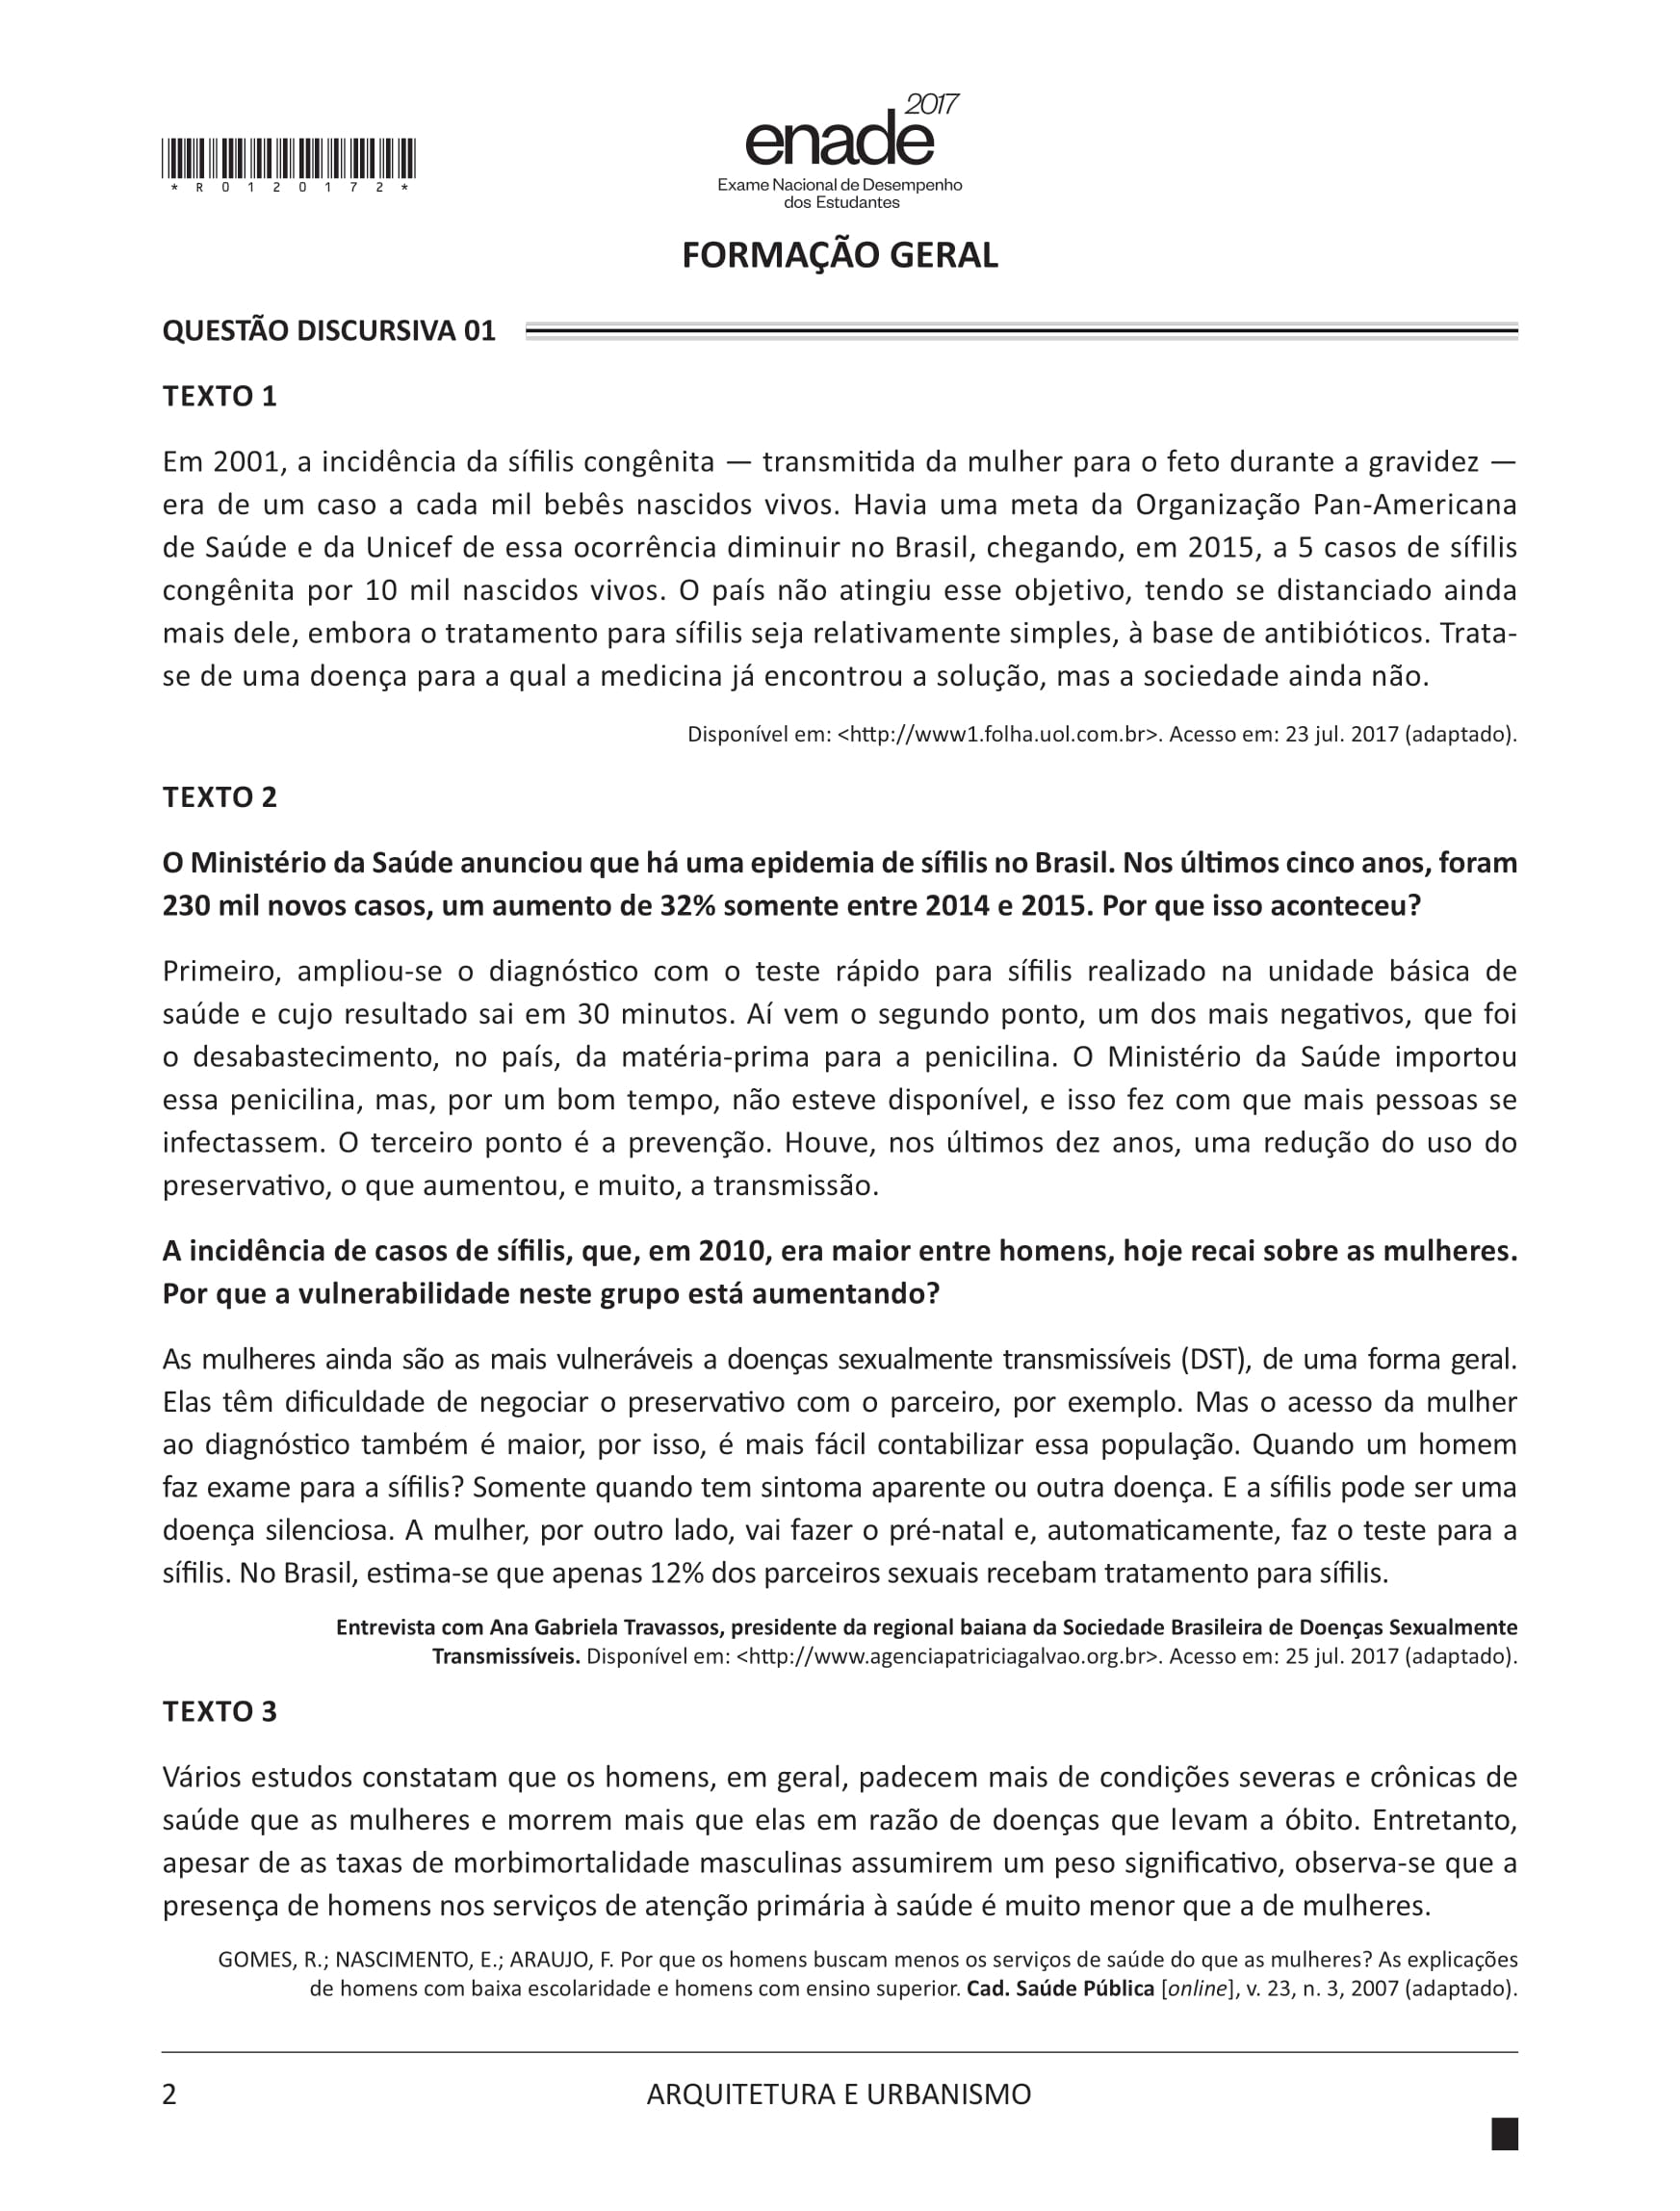 2017
enade
Exame Nacional de Desempenho
dos Estudantes
*R0120172*
FORMAÇÃO GERAL
QUESTÃO DISCURSIVA 01
TEXTO 1
Em 2001, a incidência da sífilis congênita — transmitida da mulher para o feto durante a gravidez —
era de um caso a cada mil bebês nascidos vivos. Havia uma meta da Organização Pan-Americana
de Saúde e da Unicef de essa ocorrência diminuir no Brasil, chegando, em 2015, a 5 casos de sífilis
congênita por 10 mil nascidos vivos. O país não atingiu esse objetivo, tendo se distanciado ainda
mais dele, embora o tratamento para sífilis seja relativamente simples, à base de antibióticos. Trata-
se de uma doença para a qual a medicina já encontrou a solução, mas a sociedade ainda não.
Disponível em: <http://www1.folha.uol.com.br>. Acesso em: 23 jul. 2017 (adaptado).
TEXTO 2
O Ministério da Saúde anunciou que há uma epidemia de sífilis no Brasil. Nos últimos cinco anos, foram
230 mil novos casos, um aumento de 32% somente entre 2014 e 2015. Por que isso aconteceu?
Primeiro, ampliou-se o diagnóstico com o teste rápido para sífilis realizado na unidade básica de
saúde e cujo resultado sai em 30 minutos. Aí vem o segundo ponto, um dos mais negativos, que foi
o desabastecimento, no país, da matéria-prima para a penicilina. O Ministério da Saúde importou
essa penicilina, mas, por um bom tempo, não esteve disponível, e isso fez com que mais pessoas se
infectassem. O terceiro ponto é a prevenção. Houve, nos últimos dez anos, uma redução do uso do
preservativo, o que aumentou, e muito, a transmissão.
A incidência de casos de sífilis, que, em 2010, era maior entre homens, hoje recai sobre as mulheres.
Por que a vulnerabilidade neste grupo está aumentando?
As mulheres ainda são as mais vulneráveis a doenças sexualmente transmissíveis (DST), de uma forma geral.
Elas têm dificuldade de negociar o preservativo com o parceiro, por exemplo. Mas o acesso da mulher
ao diagnóstico também é maior, por isso, é mais fácil contabilizar essa população. Quando um homem
faz exame para a sífilis? Somente quando tem sintoma aparente ou outra doença. E a sífilis pode ser uma
doença silenciosa. A mulher, por outro lado, vai fazer o pré-natal e, automaticamente, faz o teste para a
sífilis. No Brasil, estima-se que apenas 12% dos parceiros sexuais recebam tratamento para sífilis.
Entrevista com Ana Gabriela Travassos, presidente da regional baiana da Sociedade Brasileira de Doenças Sexualmente
Transmissíveis. Disponível em: <http://www.agenciapatriciagalvao.org.br>. Acesso em: 25 jul. 2017 (adaptado).
TEXTO 3
Vários estudos constatam que os homens, em geral, padecem mais de condições severas e crônicas de
saúde que as mulheres e morrem mais que elas em razão de doenças que levam a óbito. Entretanto,
apesar de as taxas de morbimortalidade masculinas assumirem um peso significativo, observa-se que a
presença de homens nos serviços de atenção primária à saúde é muito menor que a de mulheres.
GOMES, R.; NASCIMENTO, E.; ARAUJO, F. Por que os homens buscam menos os serviços de saúde do que as mulheres? As explicações
de homens com baixa escolaridade e homens com ensino superior. Cad. Saúde Pública [online], v. 23, n. 3, 2007 (adaptado).
2
ARQUITETURA E URBANISMO